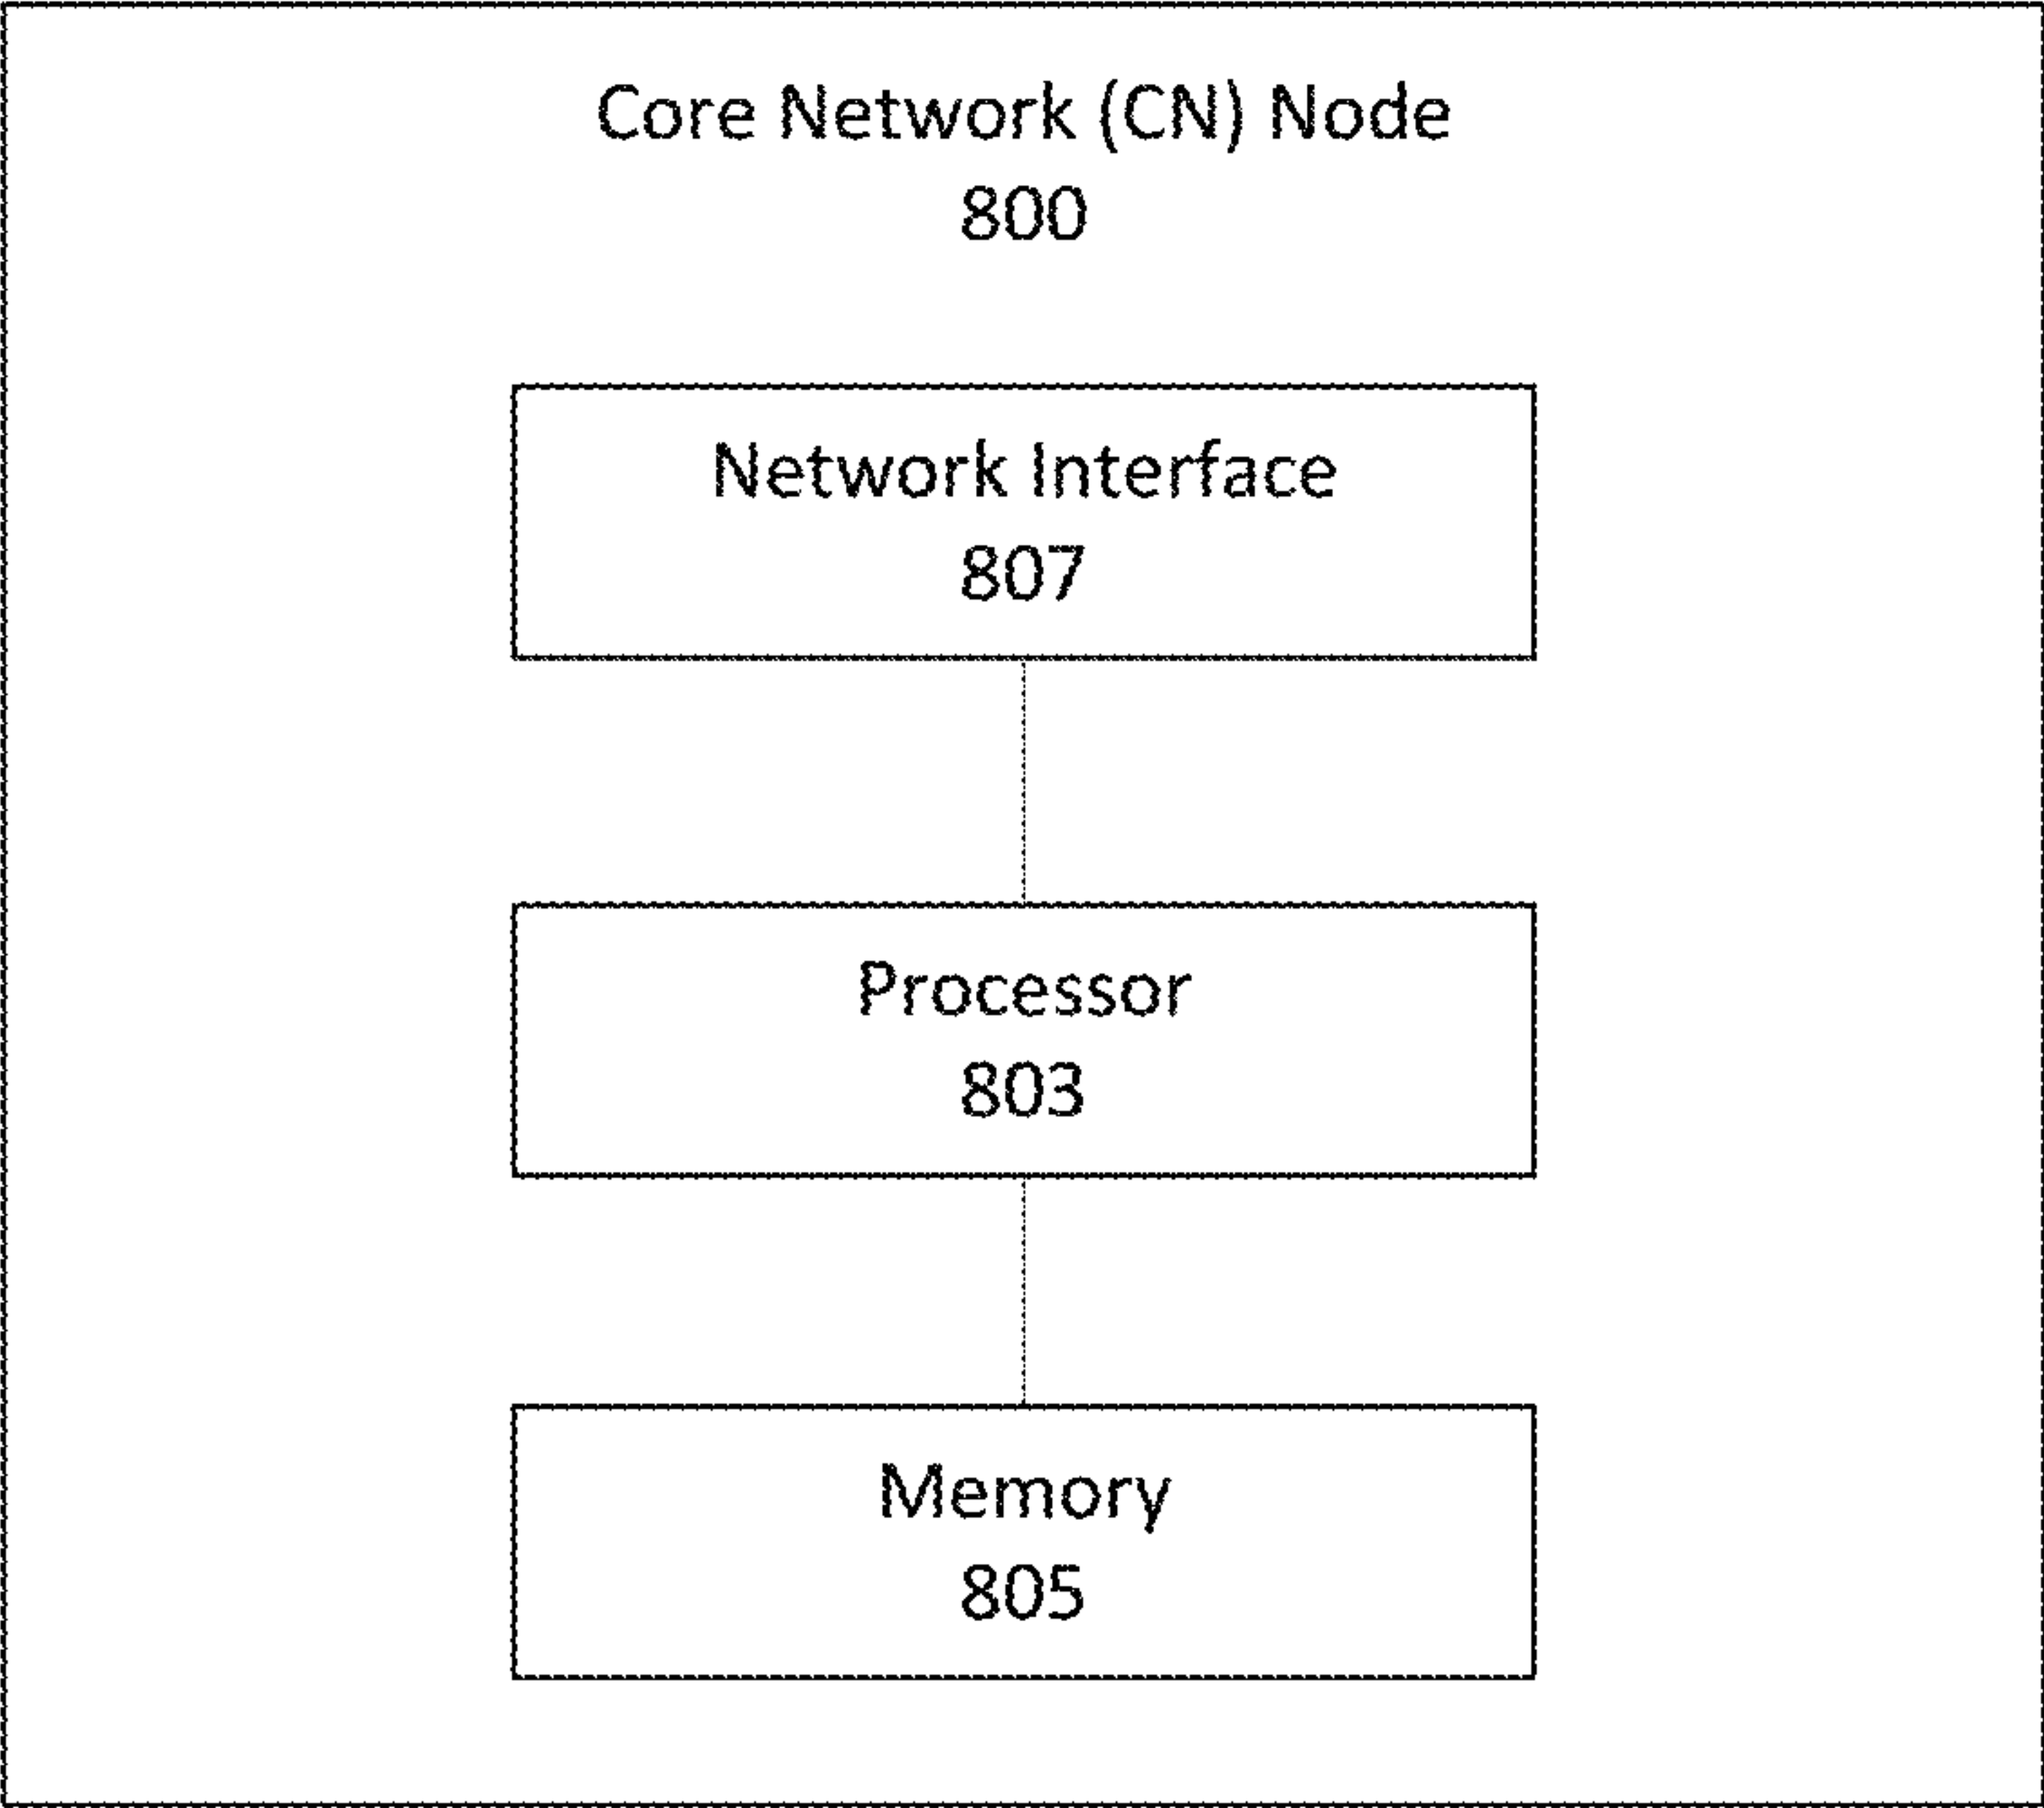 Core Network (CN) Node
800
Network Interface
807
Processor
803
Memory
805